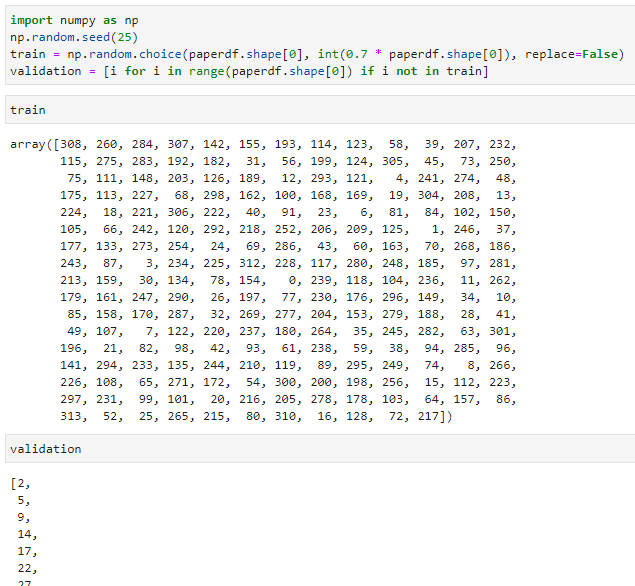 import numpy as np
np.random.seed(25)
train = np.random.choice(paperdf.shape[0], int(0.7 * paperdf.shape[0]), replace=False)
validation = [i for i in range(paperdf.shape[0]) if i not in train]
train
array([308, 260, 284, 307, 142, 155, 193, 114, 123,  58,  39, 207, 232,
       115, 275, 283, 192, 182,  31,  56, 199, 124, 305,  45,  73, 250,
        75, 111, 148, 203, 126, 189,  12, 293, 121,   4, 241, 274,  48,
       175, 113, 227,  68, 298, 162, 100, 168, 169,  19, 304, 208,  13,
       224,  18, 221, 306, 222,  40,  91,  23,   6,  81,  84, 102, 150,
       105,  66, 242, 120, 292, 218, 252, 206, 209, 125,   1, 246,  37,
       177, 133, 273, 254,  24,  69, 286,  43,  60, 163,  70, 268, 186,
       243,  87,   3, 234, 225, 312, 228, 117, 280, 248, 185,  97, 281,
       213, 159,  30, 134,  78, 154,   0, 239, 118, 104, 236,  11, 262,
       179, 161, 247, 290,  26, 197,  77, 230, 176, 296, 149,  34,  10,
        85, 158, 170, 287,  32, 269, 277, 204, 153, 279, 188,  28,  41,
        49, 107,   7, 122, 220, 237, 180, 264,  35, 245, 282,  63, 301,
       196,  21,  82,  98,  42,  93,  61, 238,  59,  38,  94, 285,  96,
       141, 294, 233, 135, 244, 210, 119,  89, 295, 249,  74,   8, 266,
       226, 108,  65, 271, 172,  54, 300, 200, 198, 256,  15, 112, 223,
       297, 231,  99, 101,  20, 216, 205, 278, 178, 103,  64, 157,  86,
       313,  52,  25, 265, 215,  80, 310,  16, 128,  72, 217])
validation
[2,
 5,
 9,
 14,
 17,
 22,
 27